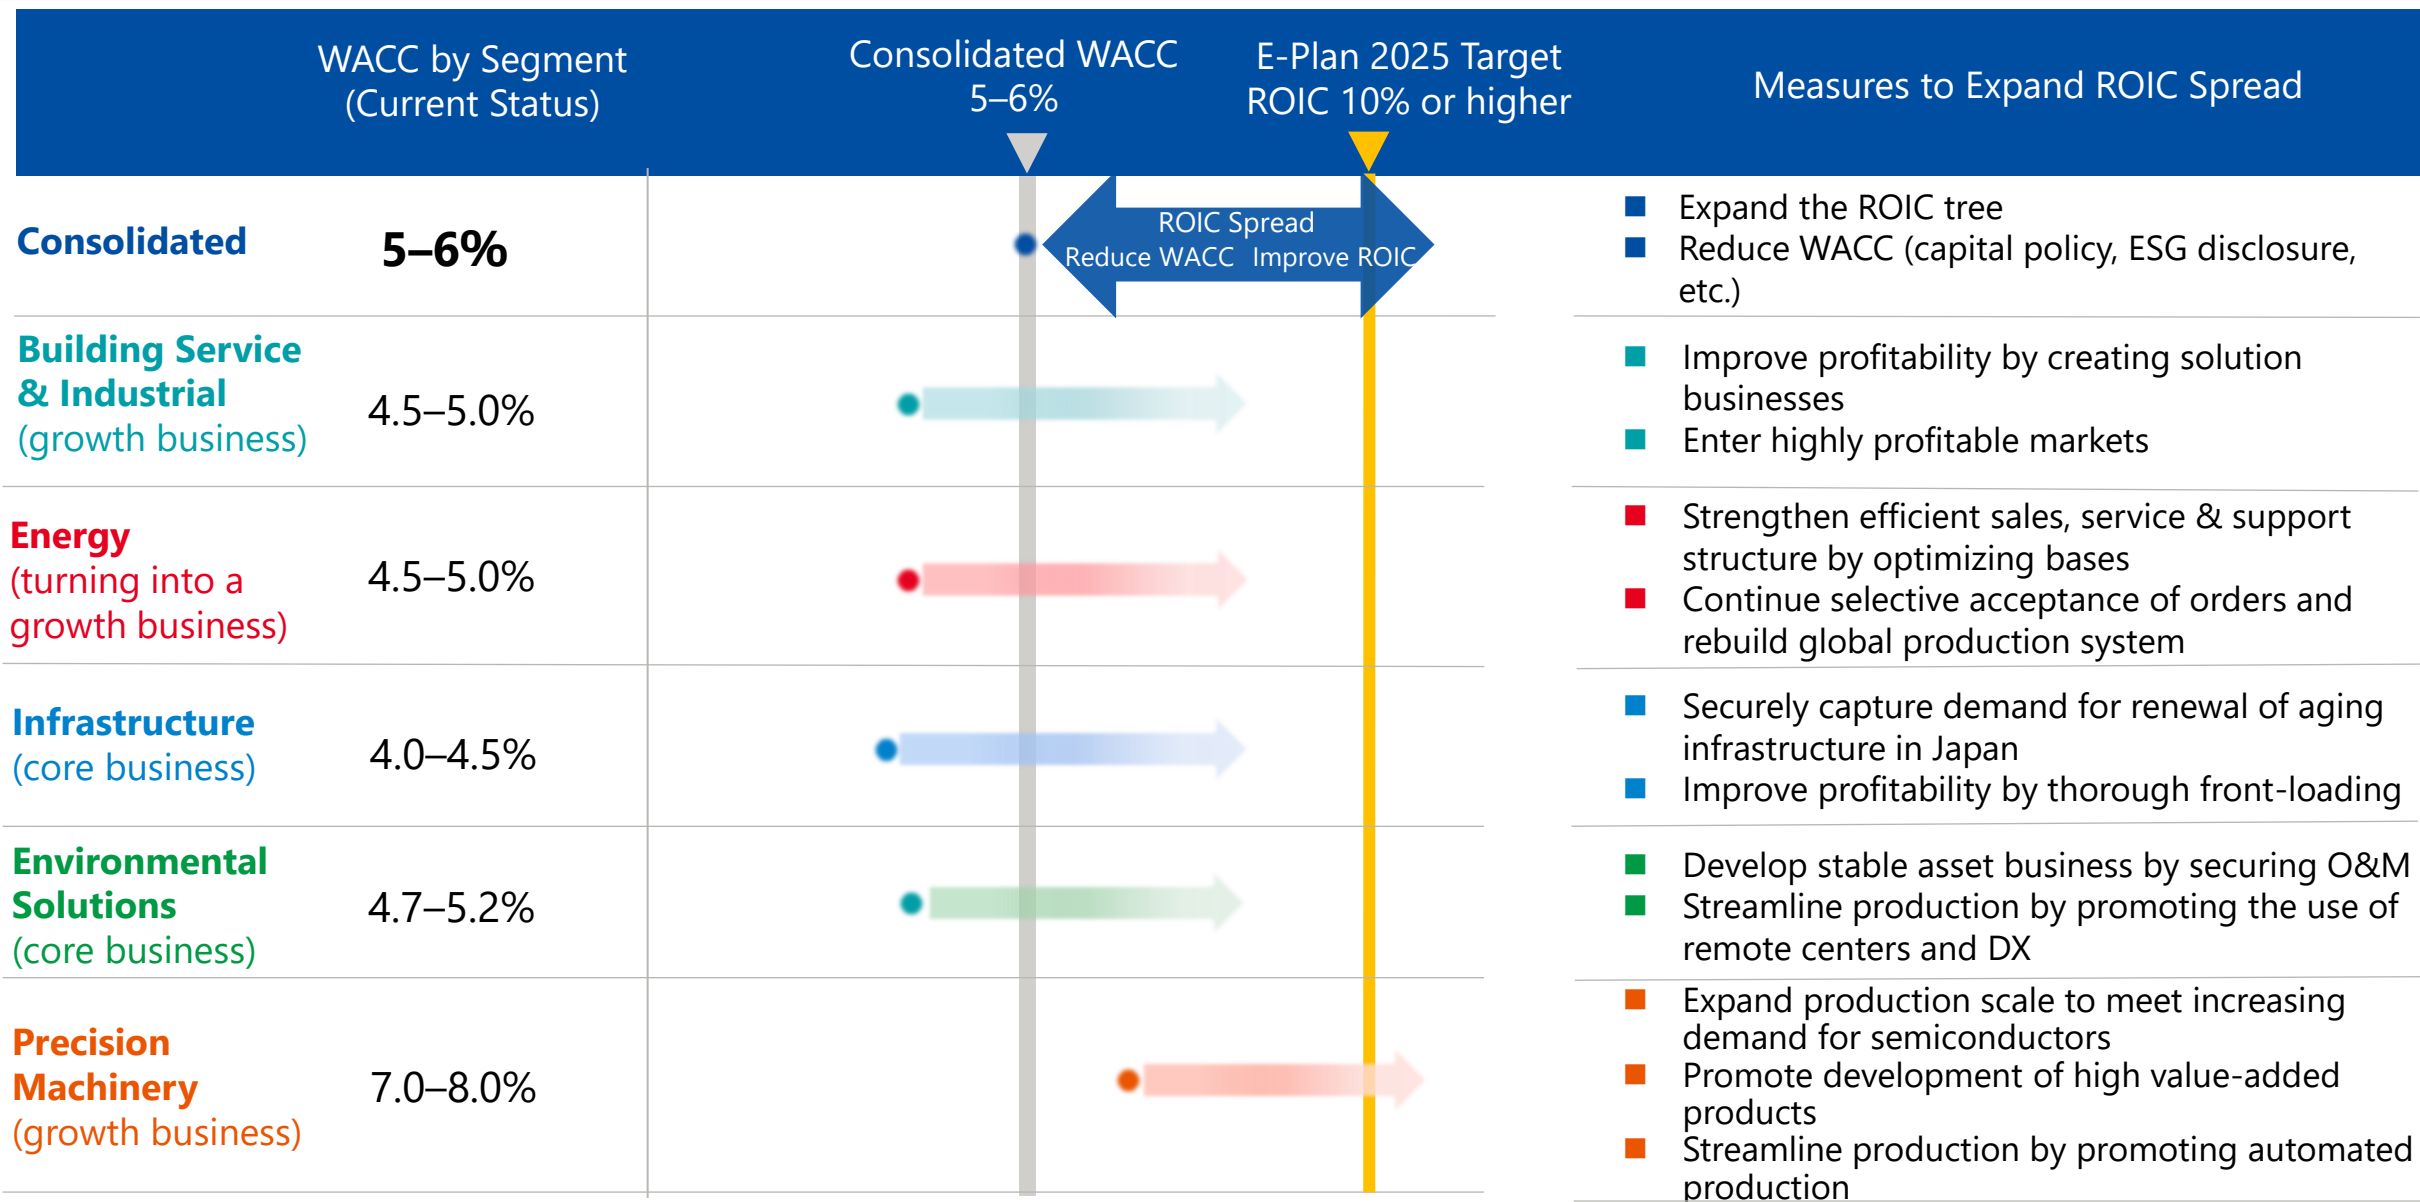 WACC by Segment
(Current Status)
Consolidated WACC
5–6%
E-Plan 2025 Target
ROIC 10% or higher
Measures to Expand ROIC Spread
Consolidated
5–6%
ROIC Spread
Reduce WACC Improve ROIC
Expand the ROIC tree
Reduce WACC (capital policy, ESG disclosure,
etc.)
Building Service
& Industrial
(growth business)
4.5–5.0%
Improve profitability by creating solution
businesses
Enter highly profitable markets
Energy
(turning into a
growth business)
4.5–5.0%
Strengthen efficient sales, service & support
structure by optimizing bases
Continue selective acceptance of orders and
rebuild global production system
Infrastructure
(core business)
4.0–4.5%
Securely capture demand for renewal of aging
infrastructure in Japan
Improve profitability by thorough front-loading
Environmental
Solutions
(core business)
4.7–5.2%
Develop stable asset business by securing O&M
Streamline production by promoting the use of
remote centers and DX
Precision
Machinery
(growth business)
7.0–8.0%
Expand production scale to meet increasing
demand for semiconductors
Promote development of high value-added
products
Streamline production by promoting automated
production